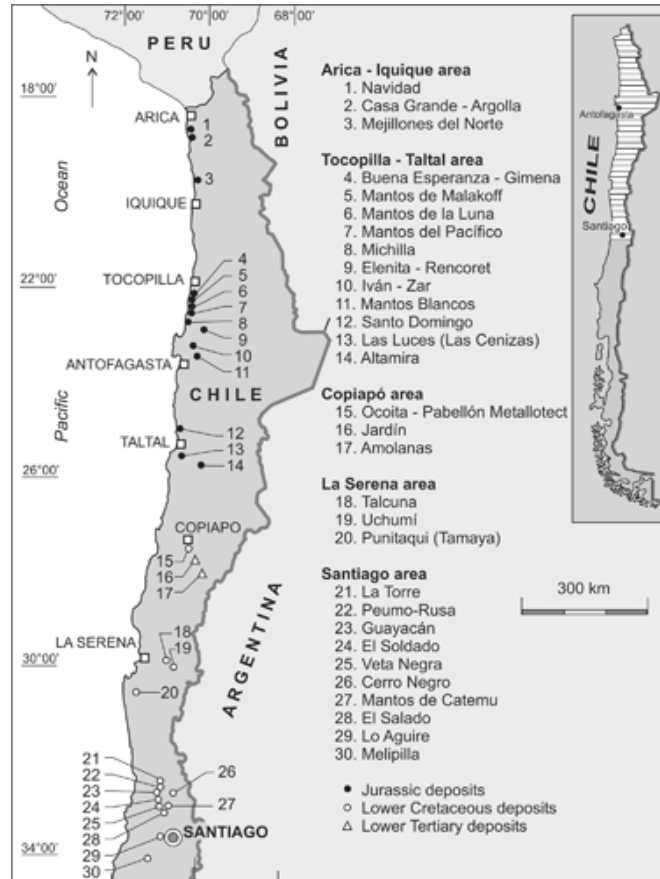 72°00' 70°00' 68°00'
PERU
N
BOLIVIA
18°00'
ARICA
1
2
3
Ocean
IQUIQUE
22°00'
TOCOPILLA
4
5
6
7
8
9
10
11
ANTOFAGASTA
CHILE
Pacific
TALTAL
12
13
14
26°00'
COPIAPO
15
16
17
LA SERENA
18
19
30°00'
20
ARGENTINA
21
22
23
24
25
26
27
28
SANTIAGO
29
30
34°00'
Arica - Iquique area
1. Navidad
2. Casa Grande - Argolla
3. Mejillones del Norte
Tocopilla - Taltal area
4. Buena Esperanza - Gimena
5. Mantos de Malakoff
6. Mantos de la Luna
7. Mantos del Pacífico
8. Michilla
9. Elenita - Rencoret
10. Iván - Zar
11. Mantos Blancos
12. Santo Domingo
13. Las Luces (Las Cenizas)
14. Altamira
Copiapó area
15. Ocoita - Pabellón Metallotect
16. Jardín
17. Amolanas
La Serena area
18. Talcuna
19. Uchumí
20. Punitaqui (Tamaya)
Santiago area
21. La Torre
22. Peumo-Rusa
23. Guayacán
24. El Soldado
25. Veta Negra
26. Cerro Negro
27. Mantos de Catemu
28. El Salado
29. Lo Aguire
30. Melipilla
Jurassic deposits
Lower Cretaceous deposits
Lower Tertiary deposits
300 km
Antofagasta
CHILE
Santiago